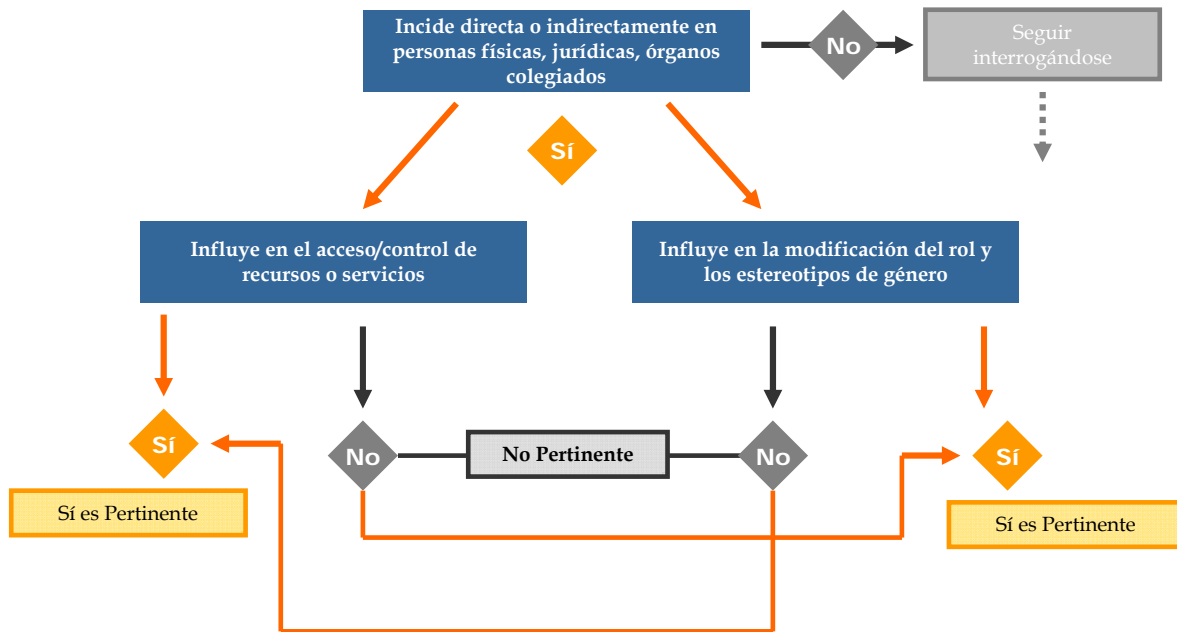 Incide directa o indirectamente en
personas físicas, jurídicas, órganos
colegiados
No
Seguir
interrogándose
Sí
Influye en el acceso/control de
recursos o servicios
Influye en la modificación del rol y
los estereotipos de género
Sí
No
No Pertinente
No
Sí
Sí es Pertinente
Sí es Pertinente